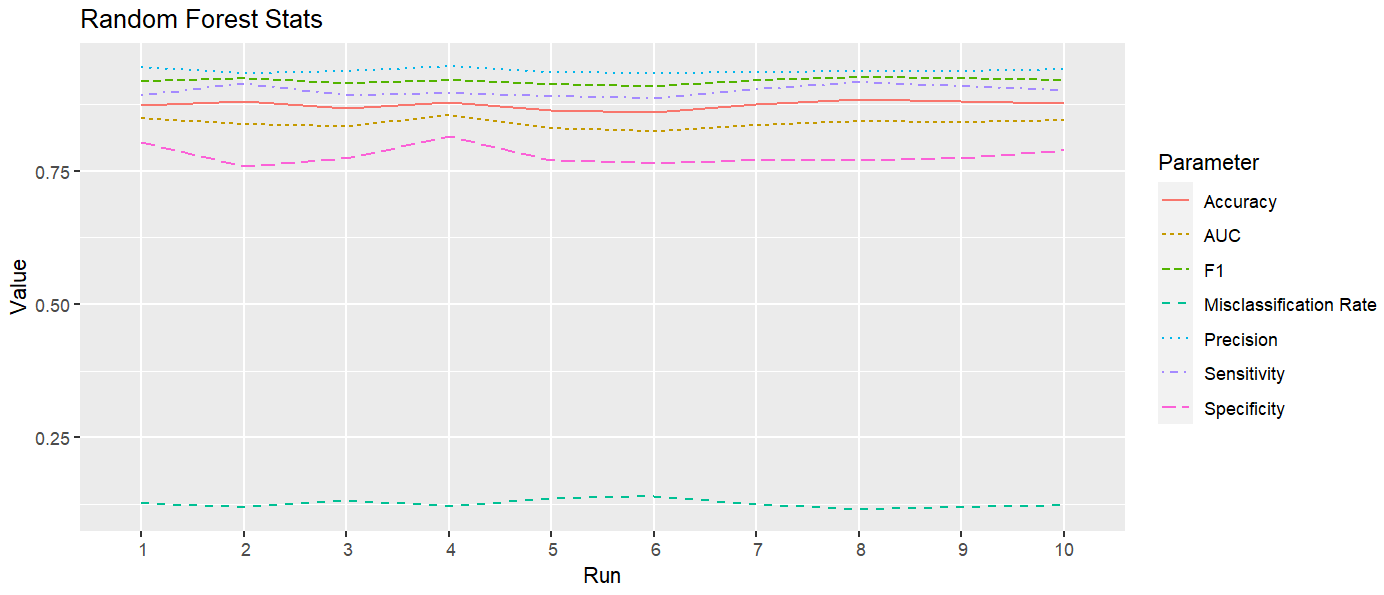 Random Forest Stats
Value
0.75
0.50
0.25
1 2 3 4 5 6 7 8 9 10
Run
Parameter
Accuracy
AUC
F1
Misclassification Rate
Precision
Sensitivity
Specificity